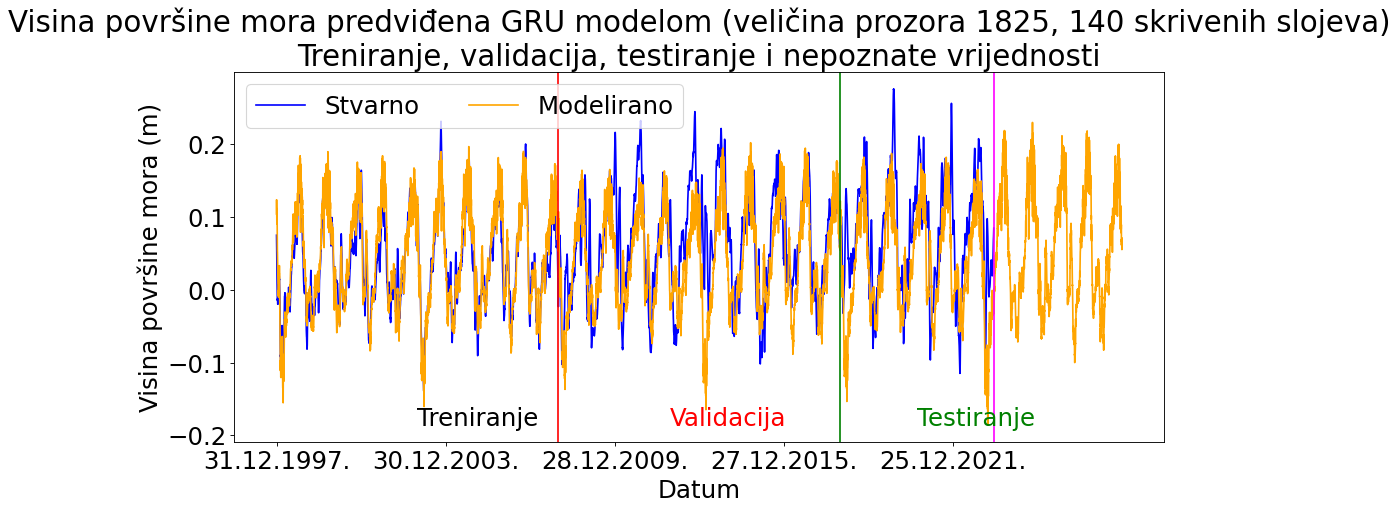 Visina površine mora predviđena GRU modelom (veličina prozora 1825, 140 skrivenih slojeva)
Treniranje, validacija, testiranje i nepoznate vrijednosti
Stvarno
Modelirano
Visina površine mora (m)
0.2
0.1
0.0
−0.1
−0.2
Treniranje
Validacija
Testiranje
31.12.1997.
30.12.2003.
28.12.2009.
27.12.2015.
25.12.2021.
Datum